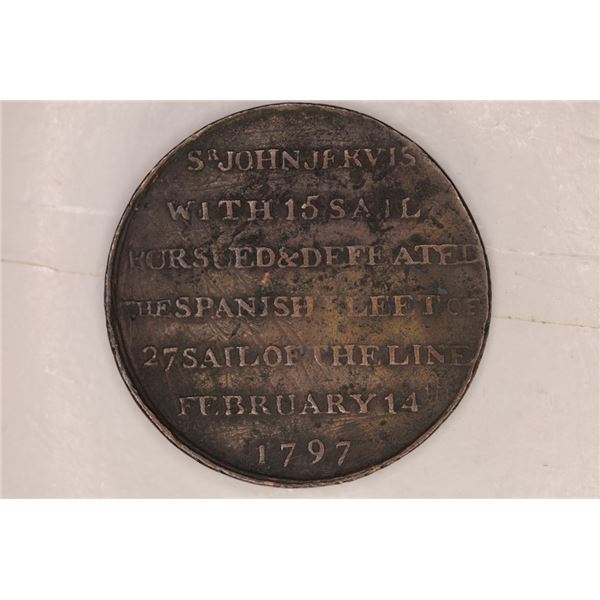 SR JOHN JERVIS
WITH 15 SAIL
PURSUED & DEFEATED
THE SPANISH FLEET OF
27 SAIL OF THE LINE
FEBRUARY 14TH
1797